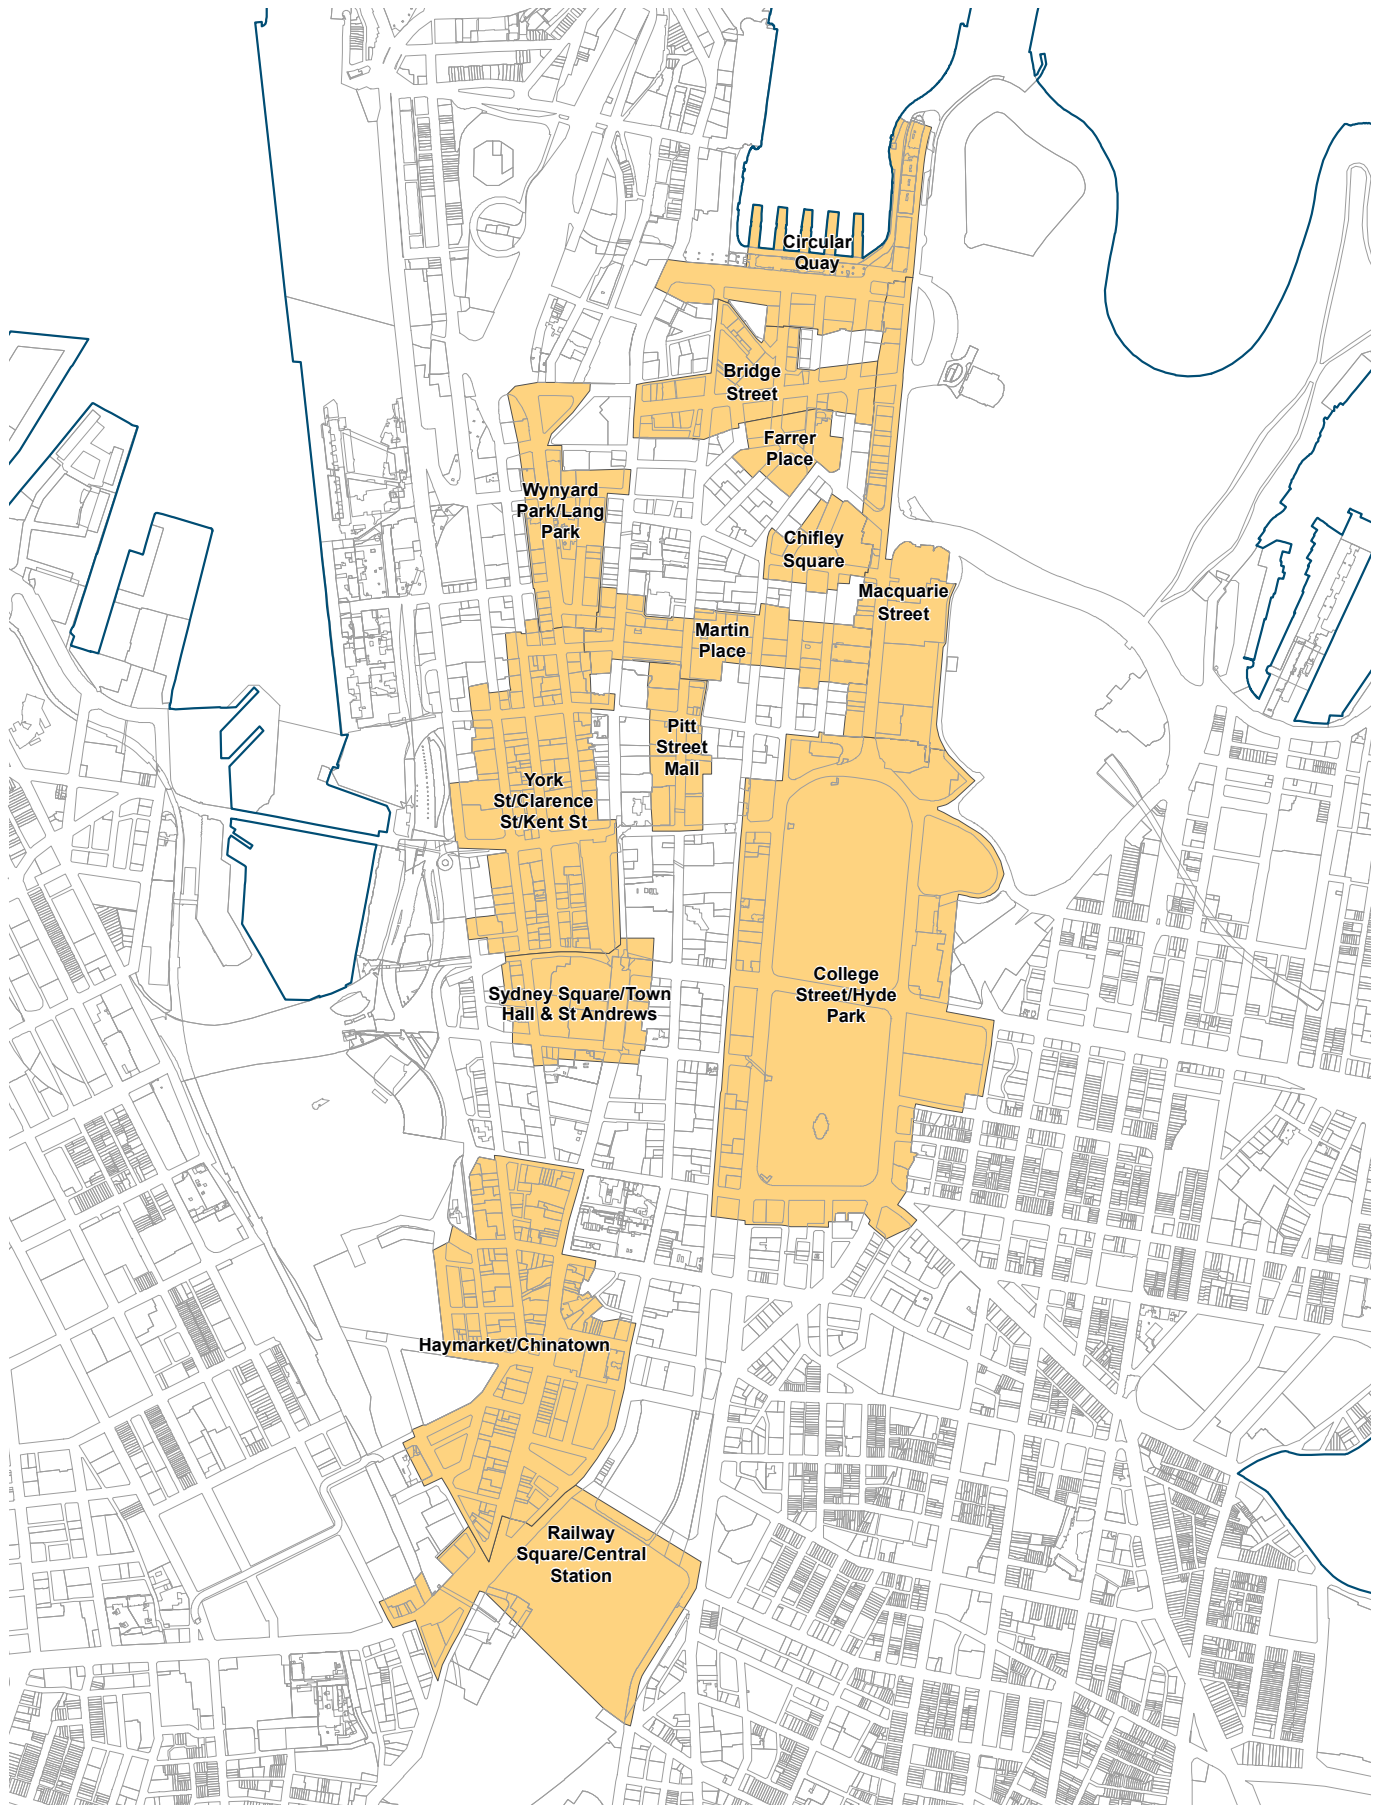 Circular
Quay
Bridge
Street
Farrer
Place
Wynyard
Park/Lang
Park
Chifley
Square
Macquarie
Street
Martin
Place
Pitt
Street
Mall
York
St/Clarence
St/Kent St
College
Street/Hyde
Park
Sydney Square/Town
Hall & St Andrews
Haymarket/Chinatown
Railway
Square/Central
Station